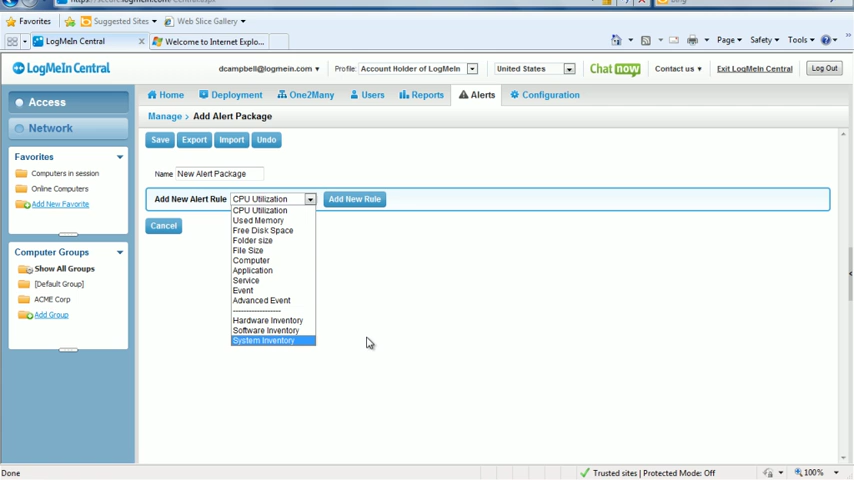 Favorites
Suggested Sites
Web Slice Gallery
LogMeIn Central
Welcome to Internet Explo...
Page
Safety
Tools
LogMeIn Central
dcampbell@logmein.com
Profile:
Account Holder of LogMeIn
United States
Chat now
Contact us
Exit LogMeIn Central
Log Out
Access
Network
Home
Deployment
One2Many
Users
Reports
Alerts
Configuration
Manage > Add Alert Package
Save
Export
Import
Undo
Favorites
Computers in session
Online Computers
Add New Favorite
Name
New Alert Package
Add New Alert Rule
CPU Utilization
Add New Rule
CPU Utilization
Used Memory
Free Disk Space
Folder size
File Size
Computer
Application
Service
Event
Advanced Event
--------------------
Hardware Inventory
Software Inventory
System Inventory
Cancel
Computer Groups
Show All Groups
[Default Group]
ACME Corp
Add Group
Done
Trusted sites | Protected Mode: Off
100%